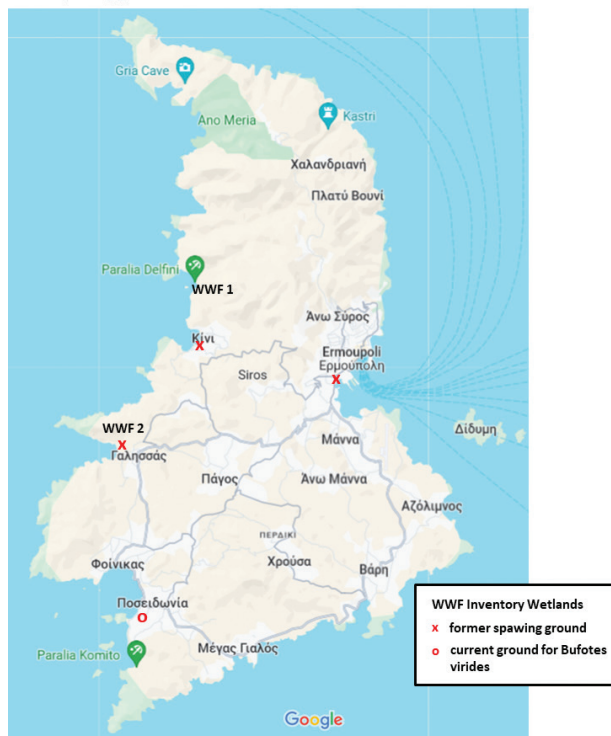 Gria Cave
Kastri
Ano Meria
Χαλανδριανή
Πλατύ Βουνί
Paralia Delfini
WWF 1
Άνω Σύρος
Κίνι
x
Ermoupoli
Ερμούπολη
x
Siros
WWF 2
x
Γαλησσάς
Μάννα
Δίδυμη
Πάγος
Άνω Μάννα
Αζόλιμνος
ΠΕΡΔΙΚΙ
Φοίνικας
Χρούσα
Βάρη
Ποσειδωνία
o
Paralia Komito
Μέγας Γιαλός
WWF Inventory Wetlands
x former spawing ground
o current ground for Bufotes
virides
Google